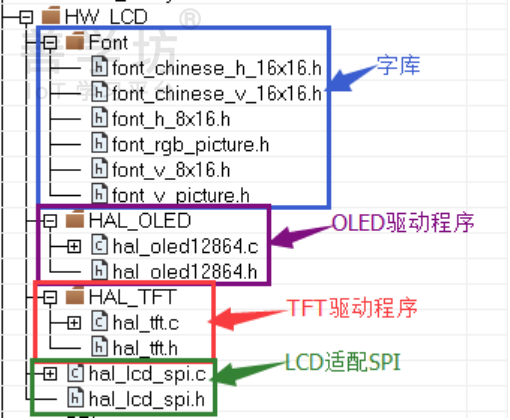 HW_LCD
Font
font_chinese_h_16x16.h
font_chinese_v_16x16.h
font_h_8x16.h
font_rgb_picture.h
font_v_8x16.h
font_v_picture.h
字库
HAL_OLED
hal_oled12864.c
hal_oled12864.h
OLED驱动程序
HAL_TFT
hal_tft.c
hal_tft.h
TFT驱动程序
hal_lcd_spi.c
hal_lcd_spi.h
LCD适配SPI